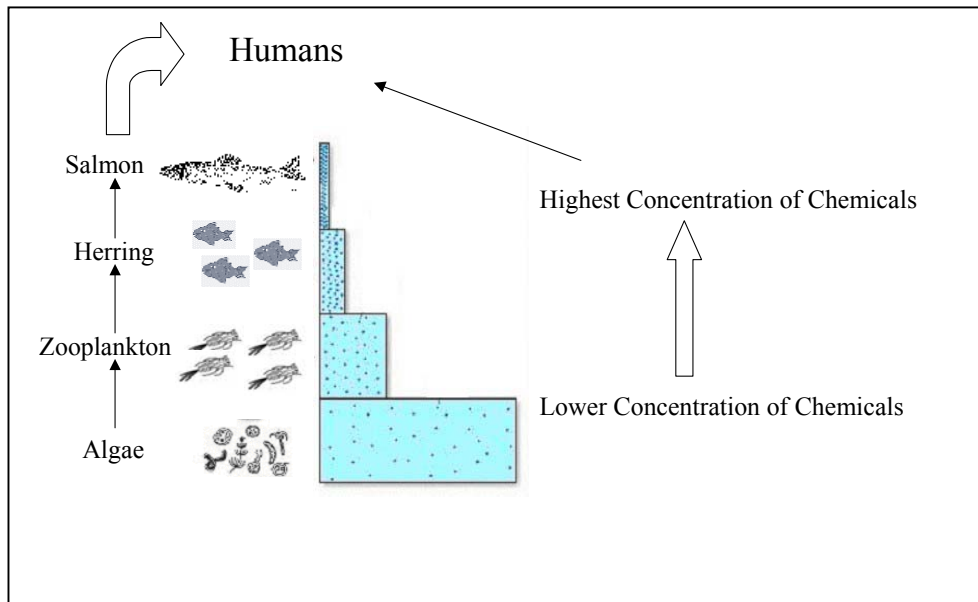 Humans
Salmon
Highest Concentration of Chemicals
Herring
Zooplankton
Lower Concentration of Chemicals
Algae